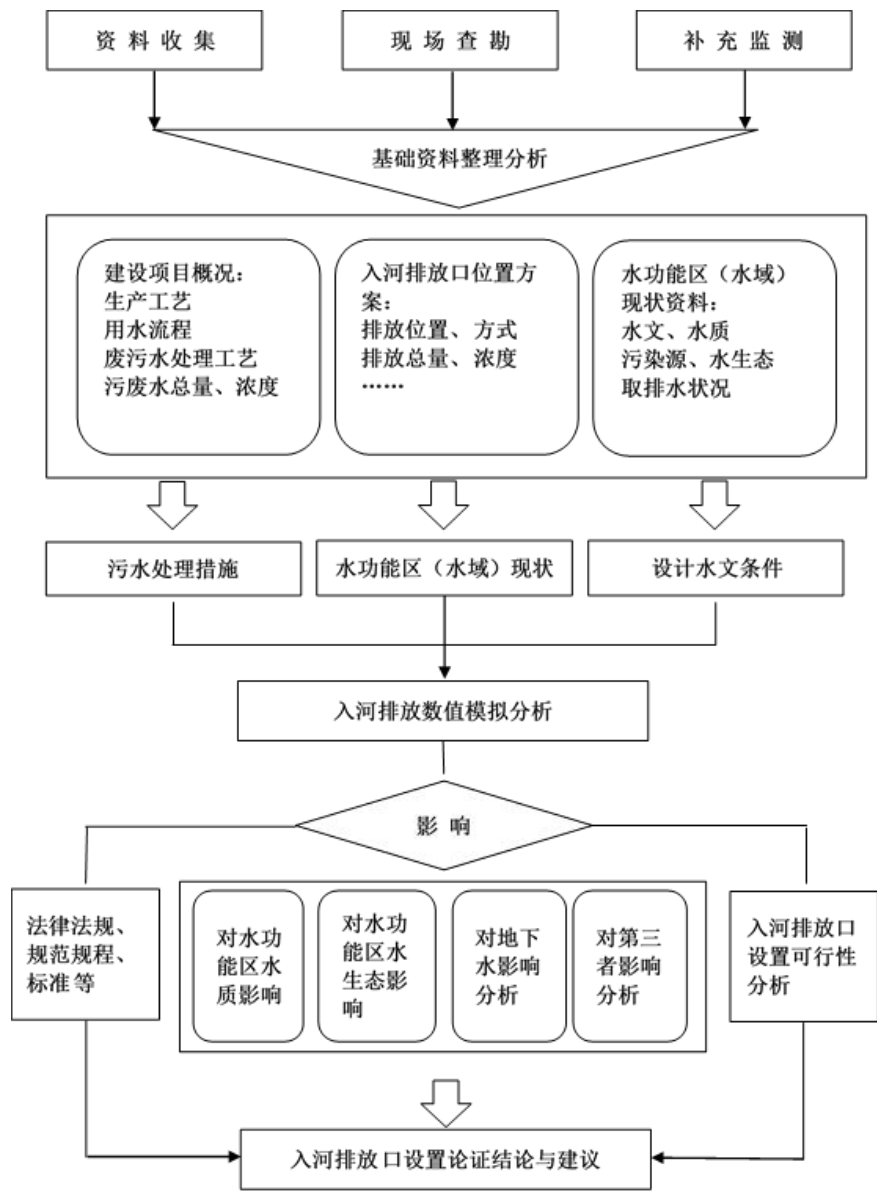 资料收集
现场查勘
补充监测
基础资料整理分析
建设项目概况：
生产工艺
用水流程
废污水处理工艺
污废水总量、浓度
入河排放口位置方
案：
排放位置、方式
排放总量、浓度
……
水功能区（水域）
现状资料：
水文、水质
污染源、水生态
取排水状况
污水处理措施
水功能区（水域）现状
设计水文条件
入河排放数值模拟分析
影响
法律法规、
规范规程、
标准等
对水功
能区水
质影响
对水功
能区水
生态影
响
对地下
水影响
分析
对第三
者影响
分析
入河排放口
设置可行性
分析
入河排放口设置论证结论与建议